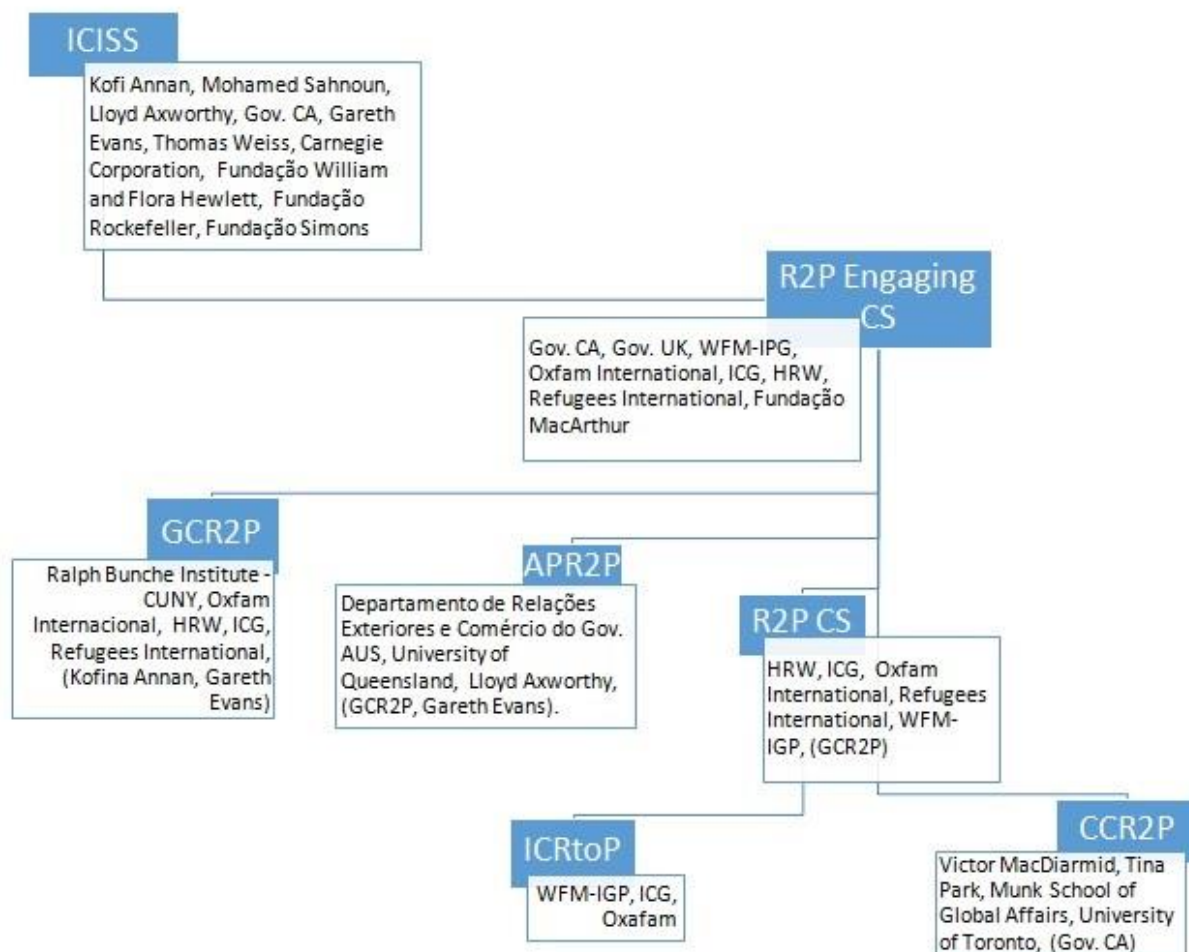 ICISS
Kofi Annan, Mohamed Sahnoun,
Lloyd Axworthy, Gov. CA, Gareth
Evans, Thomas Weiss, Carnegie
Corporation, Fundação William
and Flora Hewlett, Fundação
Rockefeller, Fundação Simons
R2P Engaging
CS
Gov. CA, Gov. UK, WFM-IPG,
Oxfam International, ICG, HRW,
Refugees International, Fundação
MacArthur
GCR2P
Ralph Bunche Institute -
CUNY, Oxfam
Internacional, HRW, ICG,
Refugees International,
(Kofina Annan, Gareth
Evans)
APR2P
Departamento de Relações
Exteriores e Comércio do Gov.
AUS, University of
Queensland, Lloyd Axworthy,
(GCR2P, Gareth Evans).
R2P CS
HRW, ICG, Oxfam
International, Refugees
International, WFM-
IGP, (GCR2P)
ICRtoP
WFM-IGP, ICG,
Oxafam
CCR2P
Victor MacDiarmid, Tina
Park, Munk School of
Global Affairs, University
of Toronto, (Gov. CA)